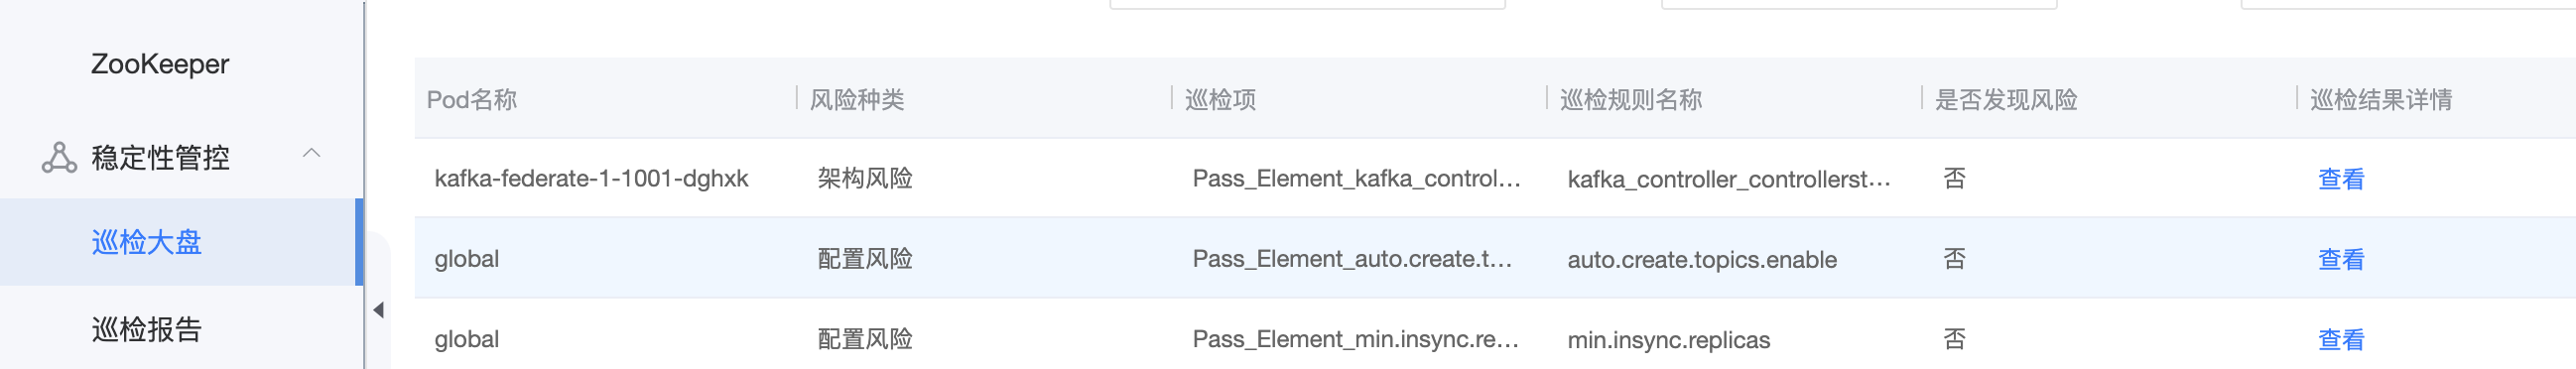 ZooKeeper
稳定性管控
巡检大盘
巡检报告
Pod名称 风险种类 巡检项 巡检规则名称 是否发现风险 巡检结果详情
kafka-federate-1-1001-dghxk 架构风险 Pass_Element_kafka_control... kafka_controller_controllerst... 否 查看
global 配置风险 Pass_Element_auto.create.t... auto.create.topics.enable 否 查看
global 配置风险 Pass_Element_min.insync.re... min.insync.replicas 否 查看